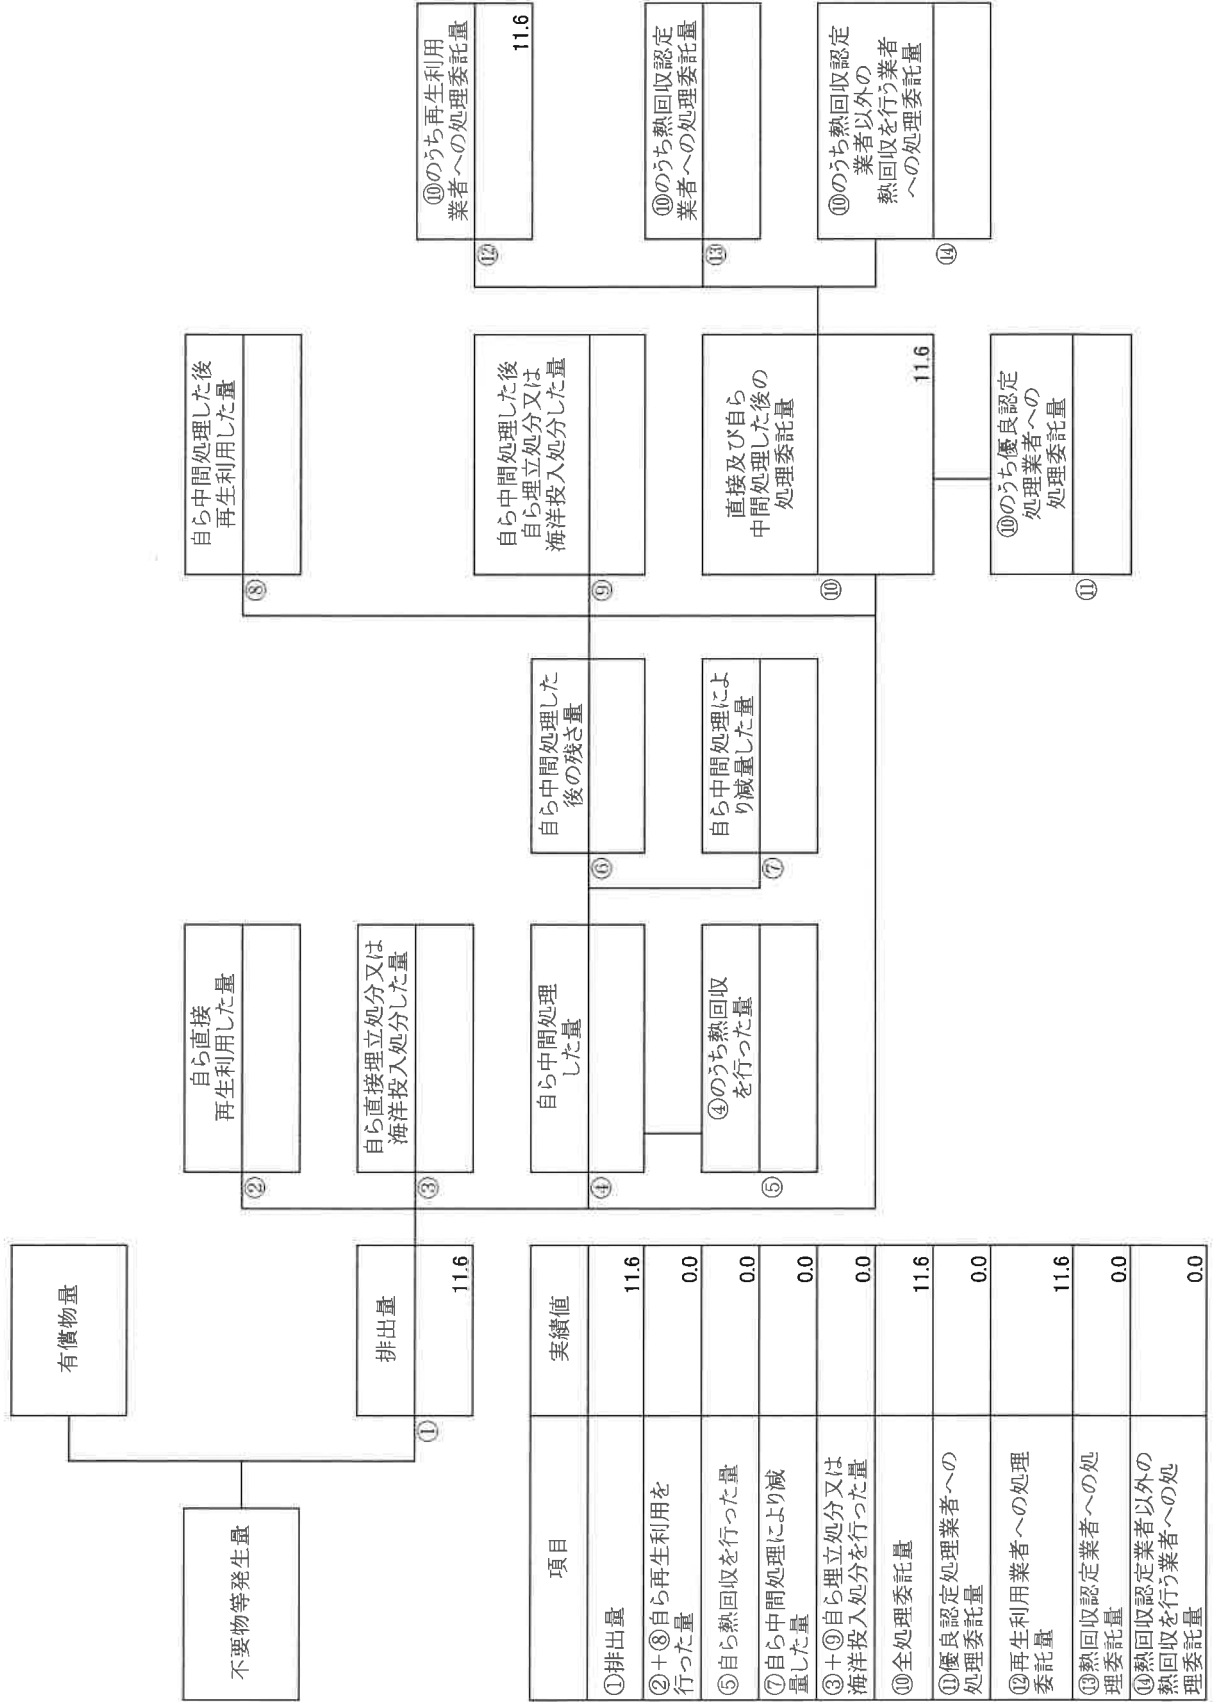 不要物等発生量
有償物量
①
排出量
11.6
②
自ら直接
再生利用した量
③
自ら直接埋立処分又は
海洋投入処分した量
④
自ら中間処理
した量
⑤
④のうち熱回収
を行った量
⑥
自ら中間処理した
後の残さ量
⑦
自ら中間処理によ
り減量した量
⑧
自ら中間処理した後
再生利用した量
⑨
自ら中間処理した後
自ら埋立処分又は
海洋投入処分した量
⑩
直接及び自ら
中間処理した後の
処理委託量
11.6
⑪
⑩のうち優良認定
処理業者への
処理委託量
⑫
⑩のうち再生利用
業者への処理委託量
11.6
⑬
⑩のうち熱回収認定
業者への処理委託量
⑭
⑩のうち熱回収認定
業者以外の
熱回収を行う業者
への処理委託量
項目
実績値
①排出量
11.6
②+⑧自ら再生利用を
行った量
0.0
⑤自ら熱回収を行った量
0.0
⑦自ら中間処理により減
量した量
0.0
③+⑨自ら埋立処分又は
海洋投入処分を行った量
0.0
⑩全処理委託量
11.6
⑪優良認定処理業者への
処理委託量
0.0
⑫再生利用業者への処理
委託量
11.6
⑬熱回収認定業者への処
理委託量
0.0
⑭熱回収認定業者以外の
熱回収を行う業者への処
理委託量
0.0